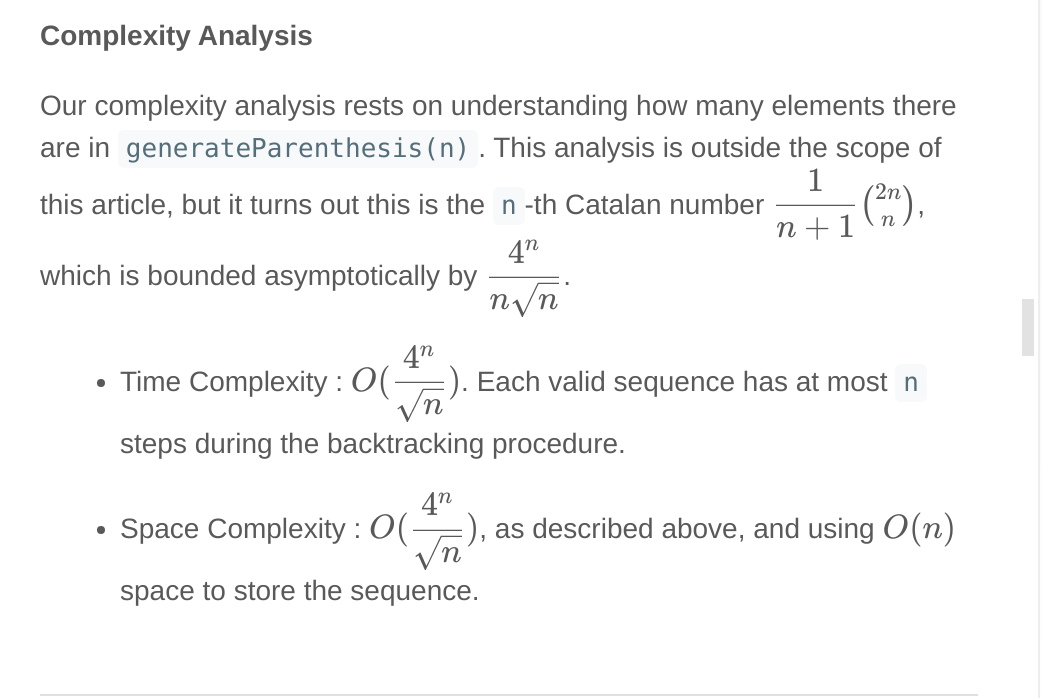 Complexity Analysis
Our complexity analysis rests on understanding how many elements there
are in generateParenthesis(n) . This analysis is outside the scope of
this article, but it turns out this is the n -th Catalan number \frac{1}{n+1}\binom{2n}{n},
which is bounded asymptotically by \frac{4^n}{n\sqrt{n}}.
• Time Complexity : O(\frac{4^n}{\sqrt{n}}). Each valid sequence has at most n
steps during the backtracking procedure.
• Space Complexity : O(\frac{4^n}{\sqrt{n}}), as described above, and using O(n)
space to store the sequence.